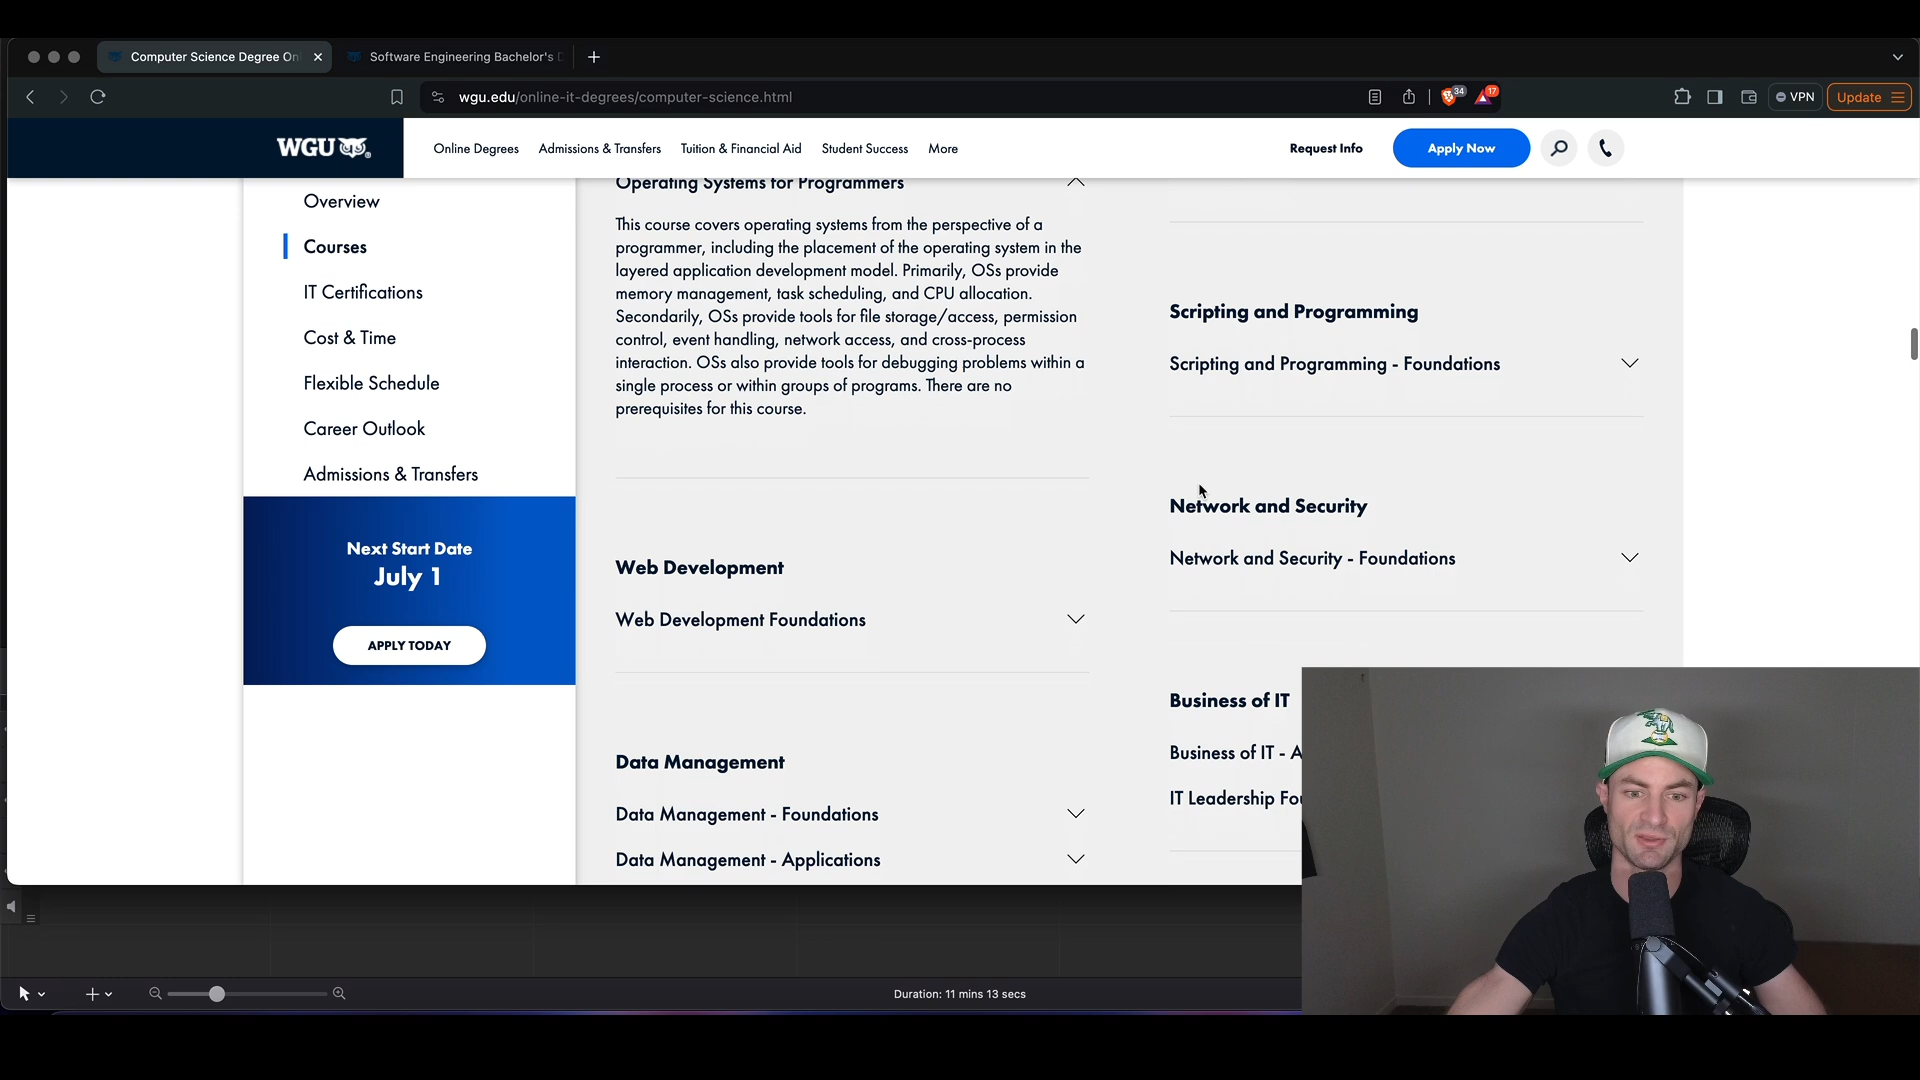 Computer Science Degree On
Software Engineering Bachelor's D
wgu.edu/online-it-degrees/computer-science.html
34
17
VPN
Update
WGU
Online Degrees
Admissions & Transfers
Tuition & Financial Aid
Student Success
More
Request Info
Apply Now
Overview
Courses
IT Certifications
Cost & Time
Flexible Schedule
Career Outlook
Admissions & Transfers
Next Start Date
July 1
APPLY TODAY
Operating Systems for Programmers
This course covers operating systems from the perspective of a
programmer, including the placement of the operating system in the
layered application development model. Primarily, OSs provide
memory management, task scheduling, and CPU allocation.
Secondarily, OSs provide tools for file storage/access, permission
control, event handling, network access, and cross-process
interaction. OSs also provide tools for debugging problems within a
single process or within groups of programs. There are no
prerequisites for this course.
Web Development
Web Development Foundations
Data Management
Data Management - Foundations
Data Management - Applications
Scripting and Programming
Scripting and Programming - Foundations
Network and Security
Network and Security - Foundations
Business of IT
Business of IT - A
IT Leadership Fou
Duration: 11 mins 13 secs